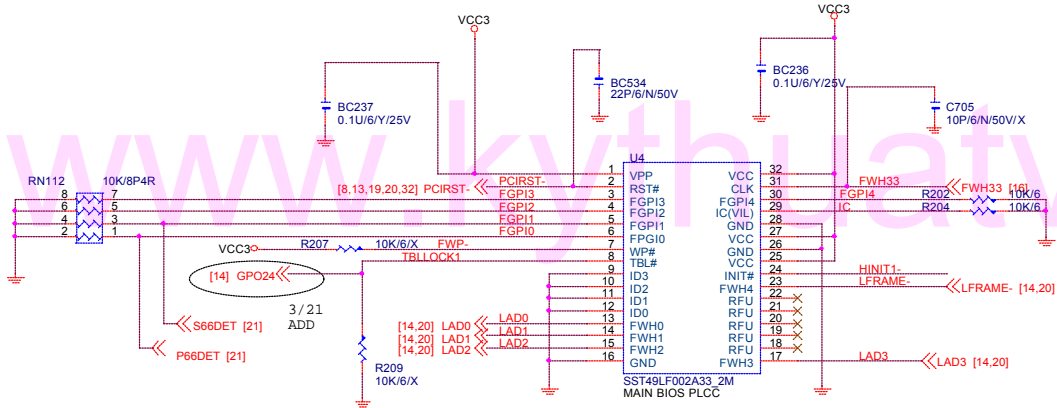 www.kythuatv
VCC3
VCC3
BC237
0.1U/6/Y/25V
BC534
22P/6/N/50V
BC236
0.1U/6/Y/25V
C705
10P/6/N/50V/X
RN112 10K/8P4R
8 7
6 5
4 3
2 1
[8,13,19,20,32] PCIRST-
PCIRST-
FGPI3
FGPI2
FGPI1
FGPI0
VCC3
R207 10K/6/X FWP-
TBLLOCK1
[14] GPO24
3/21
ADD
S66DET [21]
P66DET [21]
R209
10K/6/X
[14,20] LAD0 LAD0
[14,20] LAD1 LAD1
[14,20] LAD2 LAD2
U4
1 VPP VCC 32
2 RST# CLK 31
3 FGPI3 FGPI4 30
4 FGPI2 IC(VIL) 29
5 FGPI1 GND 28
6 FPGI0 VCC 27
7 WP# GND 26
8 TBL# VCC 25
9 ID3 INIT# 24
10 ID2 FWH4 23
11 ID1 RFU 22
12 ID0 RFU 21
13 FWH0 RFU 20
14 FWH1 RFU 19
15 FWH2 RFU 18
16 GND FWH3 17
SST49LF002A33_2M
MAIN BIOS PLCC
FWH33
FWH33 [16]
FGPI4 R202 10K/6
IC R204 10K/6
HINIT1-
LFRAME-
LFRAME- [14,20]
LAD3
LAD3 [14,20]